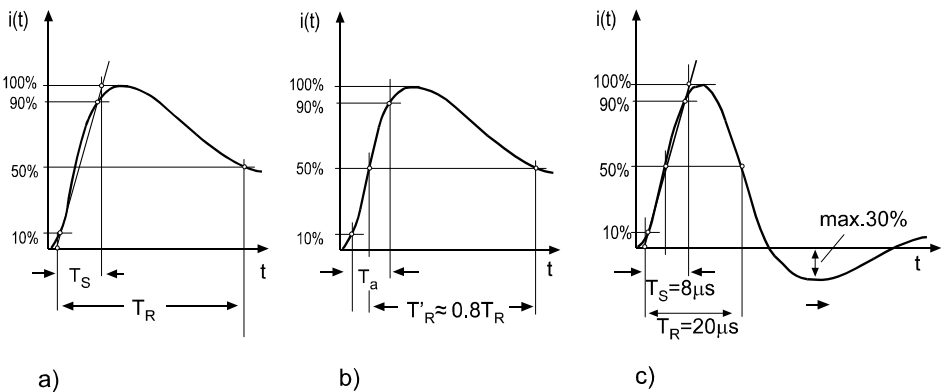 i(t)
100%
90%
50%
10%
T_S
t
T_R
a)
i(t)
100%
90%
50%
10%
T_a
t
T'_R ≈ 0.8T_R
b)
i(t)
100%
90%
50%
10%
max.30%
t
T_S=8µs
T_R=20µs
c)